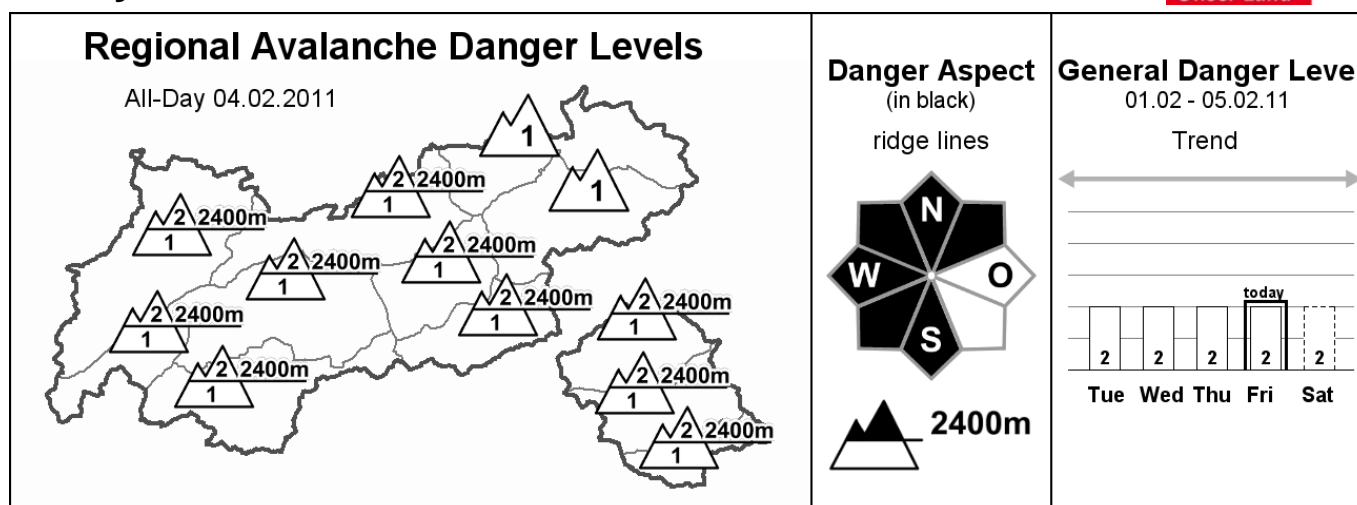 Regional Avalanche Danger Levels
All-Day 04.02.2011
1
1
2 2400m
1
2 2400m
1
2 2400m
1
2 2400m
1
2 2400m
1
2 2400m
1
2 2400m
1
2 2400m
1
2 2400m
1
2 2400m
1
Danger Aspect
(in black)
ridge lines
N
W
O
S
2400m
General Danger Leve
01.02 - 05.02.11
Trend
today
2 2 2 2 2
Tue Wed Thu Fri Sat